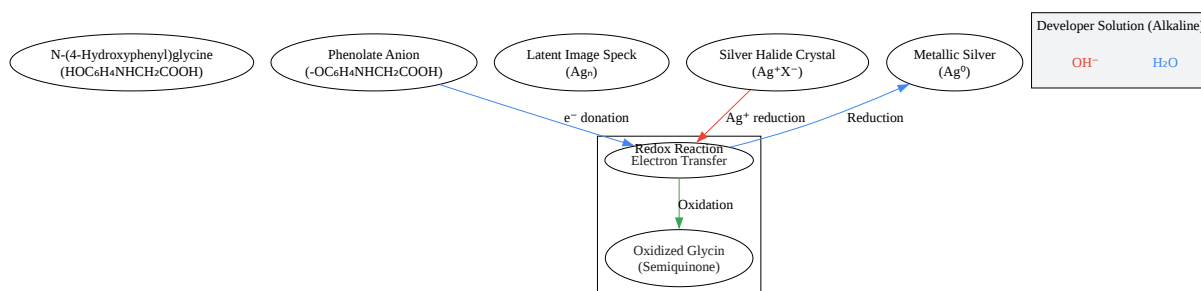 N-(4-Hydroxyphenyl)glycine
(HOC₆H₄NHCH₂COOH)
Phenolate Anion
(-OC₆H₄NHCH₂COOH)
Latent Image Speck
(Agₙ)
Silver Halide Crystal
(Ag⁺X⁻)
Metallic Silver
(Ag⁰)
Developer Solution (Alkaline)
OH⁻
H₂O
e⁻ donation
Ag⁺ reduction
Reduction
Redox Reaction
Electron Transfer
Oxidation
Oxidized Glycin
(Semiquinone)